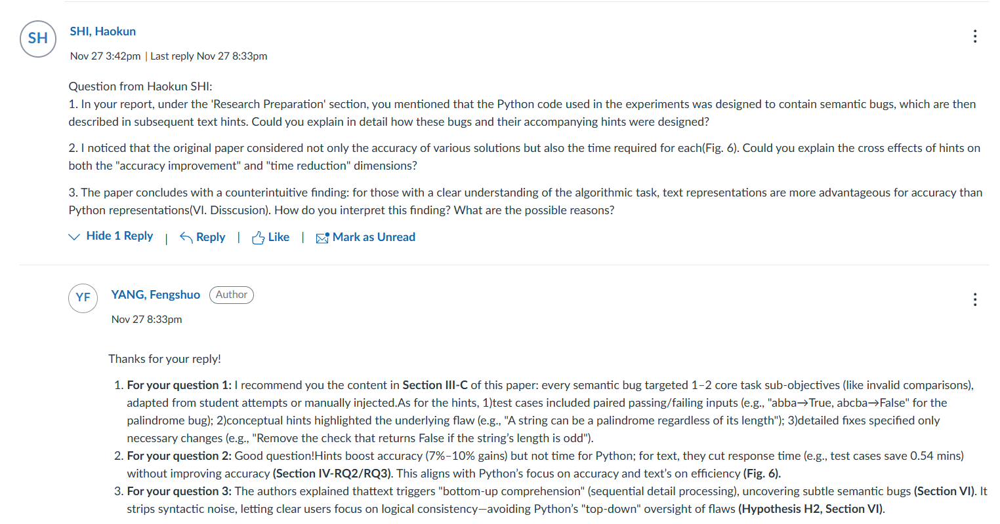 SH
SHI, Haokun
Nov 27 3:42pm | Last reply Nov 27 8:33pm
Question from Haokun SHI:
1. In your report, under the 'Research Preparation' section, you mentioned that the Python code used in the experiments was designed to contain semantic bugs, which are then
described in subsequent text hints. Could you explain in detail how these bugs and their accompanying hints were designed?
2. I noticed that the original paper considered not only the accuracy of various solutions but also the time required for each(Fig. 6). Could you explain the cross effects of hints on
both the "accuracy improvement" and "time reduction" dimensions?
3. The paper concludes with a counterintuitive finding: for those with a clear understanding of the algorithmic task, text representations are more advantageous for accuracy than
Python representations(VI. Disscusion). How do you interpret this finding? What are the possible reasons?
Hide 1 Reply | Reply | Like | Mark as Unread
YF
YANG, Fengshuo Author
Nov 27 8:33pm
Thanks for your reply!
1. For your question 1: I recommend you the content in Section III-C of this paper: every semantic bug targeted 1–2 core task sub-objectives (like invalid comparisons),
adapted from student attempts or manually injected.As for the hints, 1)test cases included paired passing/failing inputs (e.g., "abba→True, abcba→False" for the
palindrome bug); 2)conceptual hints highlighted the underlying flaw (e.g., "A string can be a palindrome regardless of its length"); 3)detailed fixes specified only
necessary changes (e.g., "Remove the check that returns False if the string’s length is odd").
2. For your question 2: Good question!Hints boost accuracy (7%–10% gains) but not time for Python; for text, they cut response time (e.g., test cases save 0.54 mins)
without improving accuracy (Section IV-RQ2/RQ3). This aligns with Python’s focus on accuracy and text’s on efficiency (Fig. 6).
3. For your question 3: The authors explained thattext triggers "bottom-up comprehension" (sequential detail processing), uncovering subtle semantic bugs (Section VI). It
strips syntactic noise, letting clear users focus on logical consistency—avoiding Python’s "top-down" oversight of flaws (Hypothesis H2, Section VI).